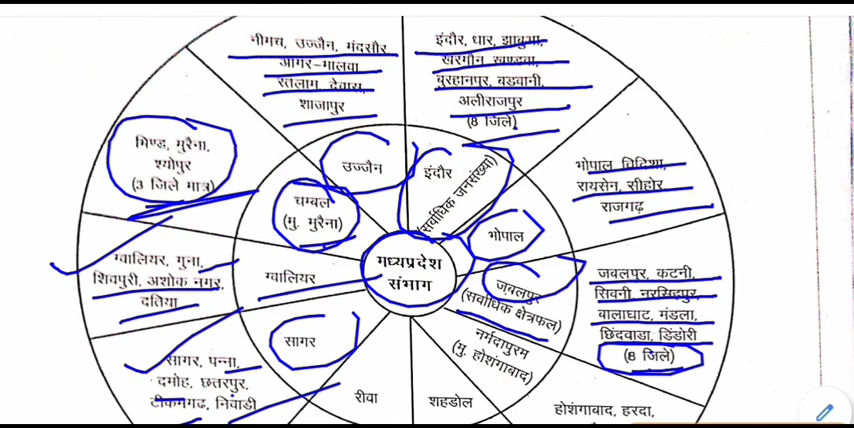 नीमच, उज्जैन, मंदसौर,
आगर-मालवा
रतलाम, देवास,
शाजापुर
इंदौर, धार, झाबुआ,
खरगौन, खण्डवा,
बुरहानपुर, बडवानी,
अलीराजपुर
(8 जिले)
भोपाल, विदिशा,
रायसेन, सीहोर
राजगढ़
जबलपुर, कटनी,
सिवनी, नरसिंहपुर,
बालाघाट, मंडला,
छिंदवाडा, डिंडोरी
(8 जिले)
होशंगाबाद, हरदा,
सागर, पन्ना,
दमोह, छतरपुर,
टीकमगढ, निवाडी
ग्वालियर, गुना,
शिवपुरी, अशोक नगर,
दतिया
भिण्ड, मुरैना,
श्योपुर
(3 जिले मात्र)
उज्जैन
इंदौर
(सर्वाधिक जनसंख्या)
भोपाल
जबलपुर
(सर्वाधिक क्षेत्रफल)
नर्मदापुरम
(मु. होशंगाबाद)
शहडोल
रीवा
सागर
ग्वालियर
चम्बल
(मु. मुरैना)
मध्यप्रदेश
संभाग